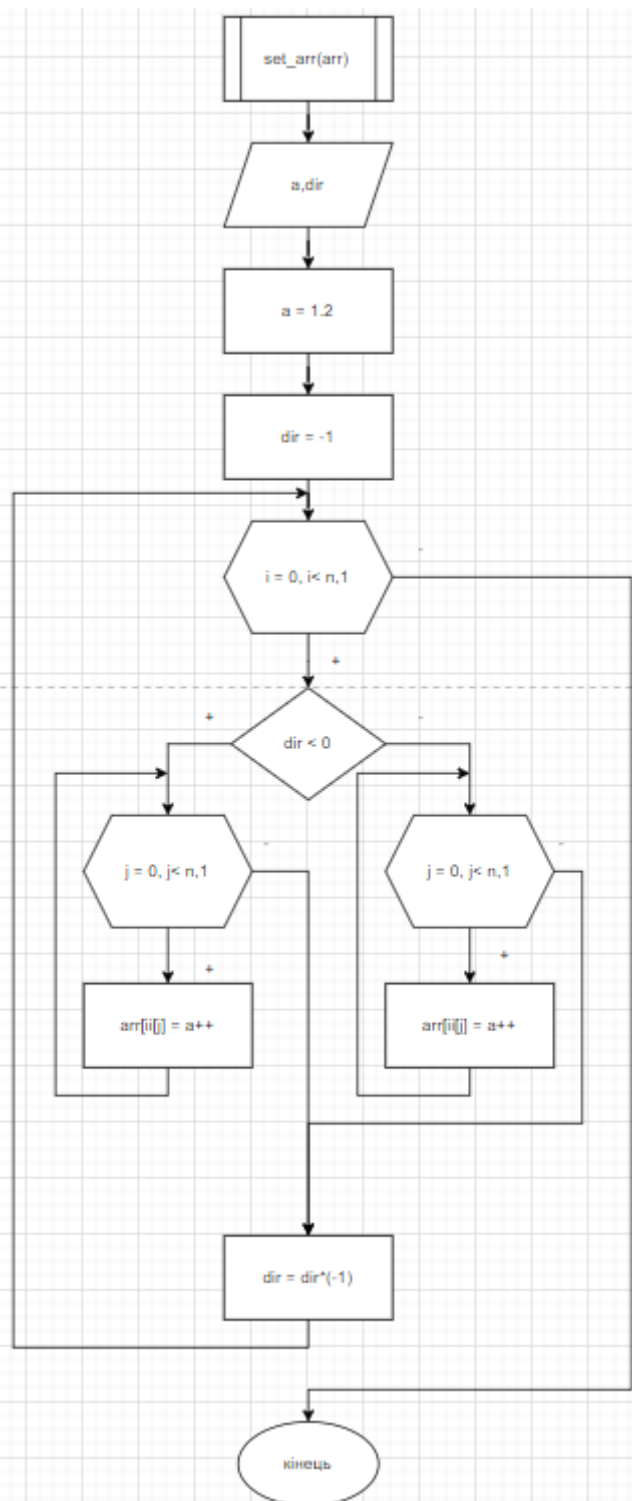 set_arr(arr)
a,dir
a = 1.2
dir = -1
i = 0, i< n,1
-
+
dir < 0
+
-
j = 0, j< n,1
-
+
arr[ii[j] = a++
j = 0, j< n,1
-
+
arr[ii[j] = a++
dir = dir*(-1)
кінець